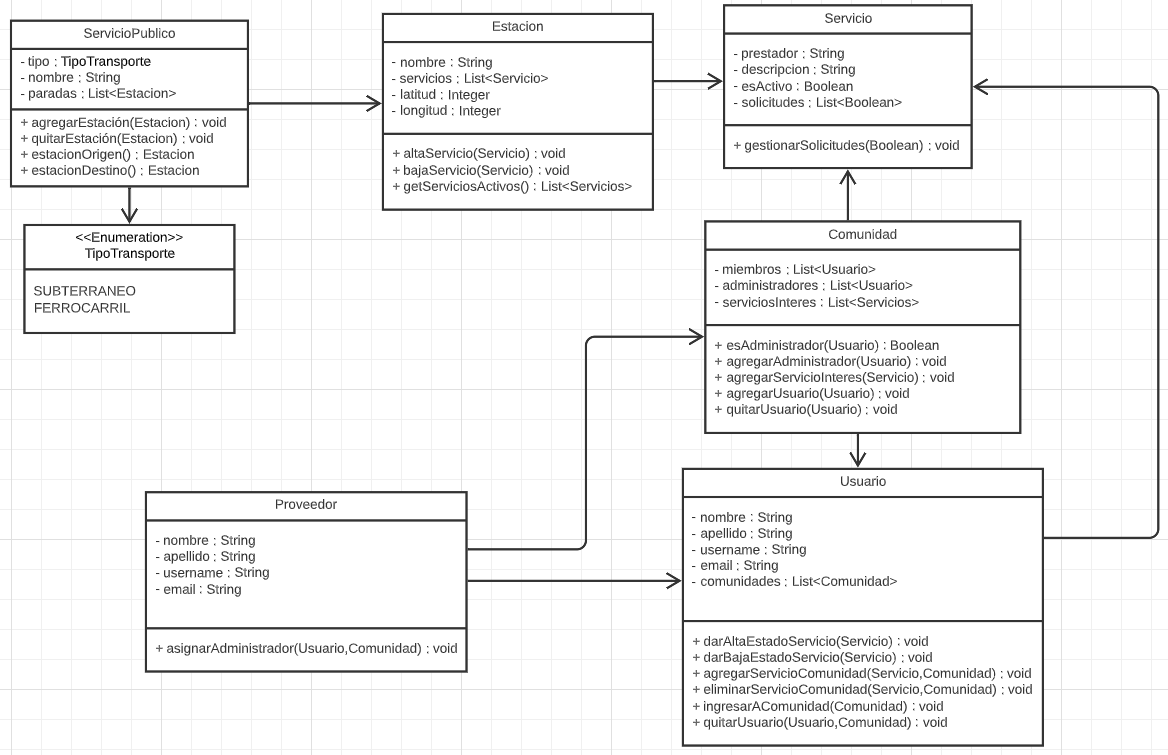 ServicioPublico
- tipo : TipoTransporte
- nombre : String
- paradas : List<Estacion>
+ agregarEstación(Estacion) : void
+ quitarEstación(Estacion) : void
+ estacionOrigen() : Estacion
+ estacionDestino() : Estacion
<<Enumeration>>
TipoTransporte
SUBTERRANEO
FERROCARRIL
Estacion
- nombre : String
- servicios : List<Servicio>
- latitud : Integer
- longitud : Integer
+ altaServicio(Servicio) : void
+ bajaServicio(Servicio) : void
+ getServiciosActivos() : List<Servicios>
Servicio
- prestador : String
- descripcion : String
- esActivo : Boolean
- solicitudes : List<Boolean>
+ gestionarSolicitudes(Boolean) : void
Comunidad
- miembros : List<Usuario>
- administradores : List<Usuario>
- serviciosInteres : List<Servicios>
+ esAdministrador(Usuario) : Boolean
+ agregarAdministrador(Usuario) : void
+ agregarServicioInteres(Servicio) : void
+ agregarUsuario(Usuario) : void
+ quitarUsuario(Usuario) : void
Proveedor
- nombre : String
- apellido : String
- username : String
- email : String
+ asignarAdministrador(Usuario,Comunidad) : void
Usuario
- nombre : String
- apellido : String
- username : String
- email : String
- comunidades : List<Comunidad>
+ darAltaEstadoServicio(Servicio) : void
+ darBajaEstadoServicio(Servicio) : void
+ agregarServicioComunidad(Servicio,Comunidad) : void
+ eliminarServicioComunidad(Servicio,Comunidad) : void
+ ingresarAComunidad(Comunidad) : void
+ quitarUsuario(Usuario,Comunidad) : void